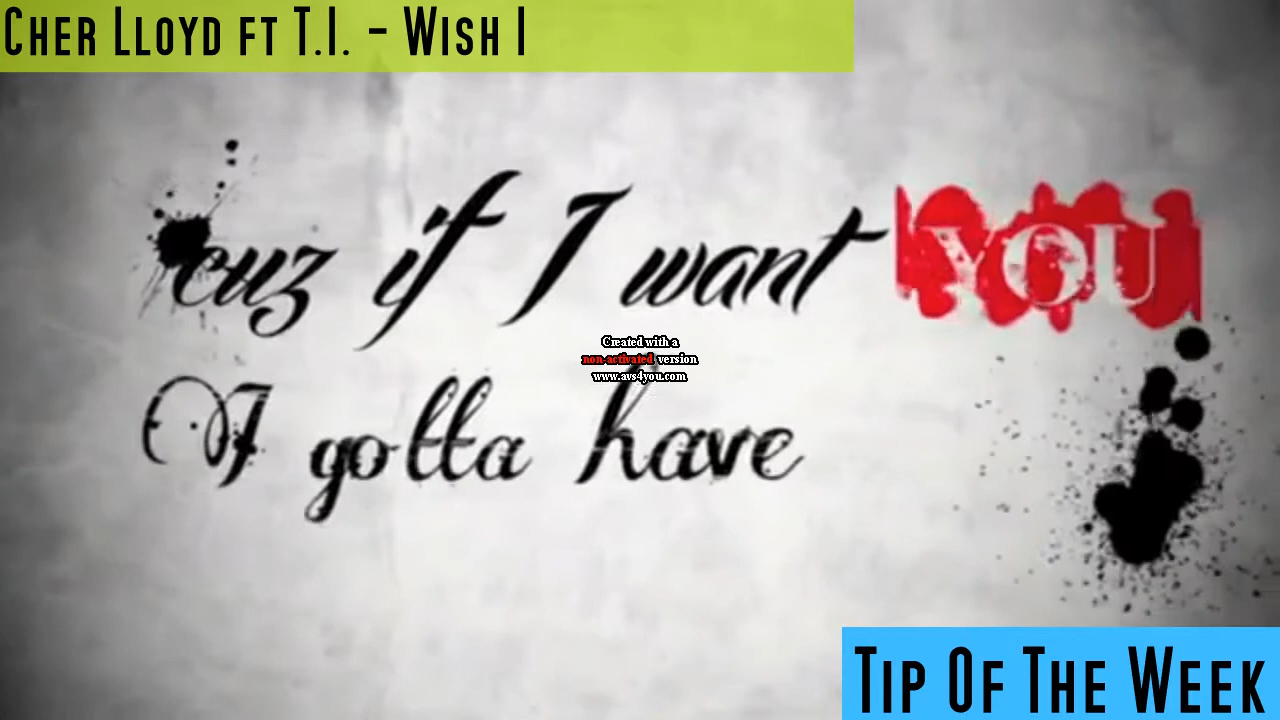 Cher Lloyd ft T.I. - Wish I
cuz if I want YOU
Created with a
non-activated version
www.avs4you.com
I gotta have
Tip Of The Week